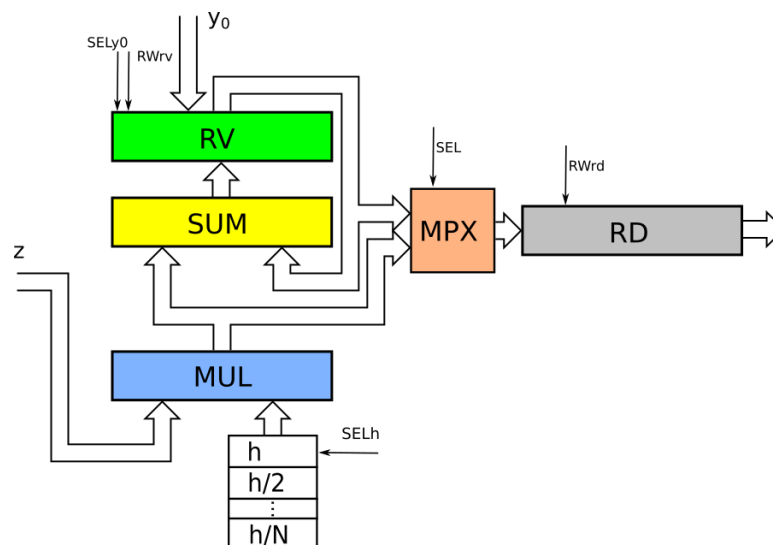 y₀
SELy0
RWrv
RV
SEL
RWrd
SUM
MPX
RD
z
MUL
SELh
h
h/2
⋮
h/N